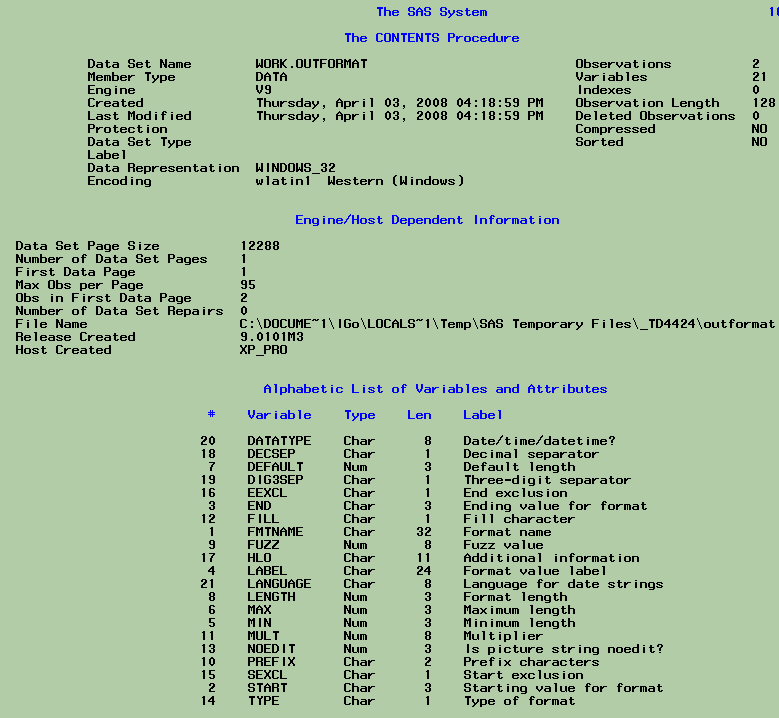 The SAS System
The CONTENTS Procedure
Data Set Name WORK.OUTFORMAT Observations 2
Member Type DATA Variables 21
Engine V9 Indexes 0
Created Thursday, April 03, 2008 04:18:59 PM Observation Length 128
Last Modified Thursday, April 03, 2008 04:18:59 PM Deleted Observations 0
Protection Compressed NO
Data Set Type Sorted NO
Label
Data Representation WINDOWS_32
Encoding wlatin1 Western (Windows)
Engine/Host Dependent Information
Data Set Page Size 12288
Number of Data Set Pages 1
First Data Page 1
Max Obs per Page 95
Obs in First Data Page 2
Number of Data Set Repairs 0
File Name C:\DOCUME~1\IGo\LOCALS~1\Temp\SAS Temporary Files\_TD4424\outformat
Release Created 9.0101M3
Host Created XP_PRO
Alphabetic List of Variables and Attributes
# Variable Type Len Label
20 DATATYPE Char 8 Date/time/datetime?
18 DECSEP Char 1 Decimal separator
7 DEFAULT Num 3 Default length
19 DIG3SEP Char 1 Three-digit separator
16 EEXCL Char 1 End exclusion
3 END Char 3 Ending value for format
12 FILL Char 1 Fill character
1 FMTNAME Char 32 Format name
9 FUZZ Num 8 Fuzz value
17 HLO Char 11 Additional information
4 LABEL Char 24 Format value label
21 LANGUAGE Char 8 Language for date strings
8 LENGTH Num 3 Format length
6 MAX Num 3 Maximum length
5 MIN Num 3 Minimum length
11 MULT Num 8 Multiplier
13 NOEDIT Num 3 Is picture string noedit?
10 PREFIX Char 2 Prefix characters
15 SEXCL Char 1 Start exclusion
2 START Char 3 Starting value for format
14 TYPE Char 1 Type of format